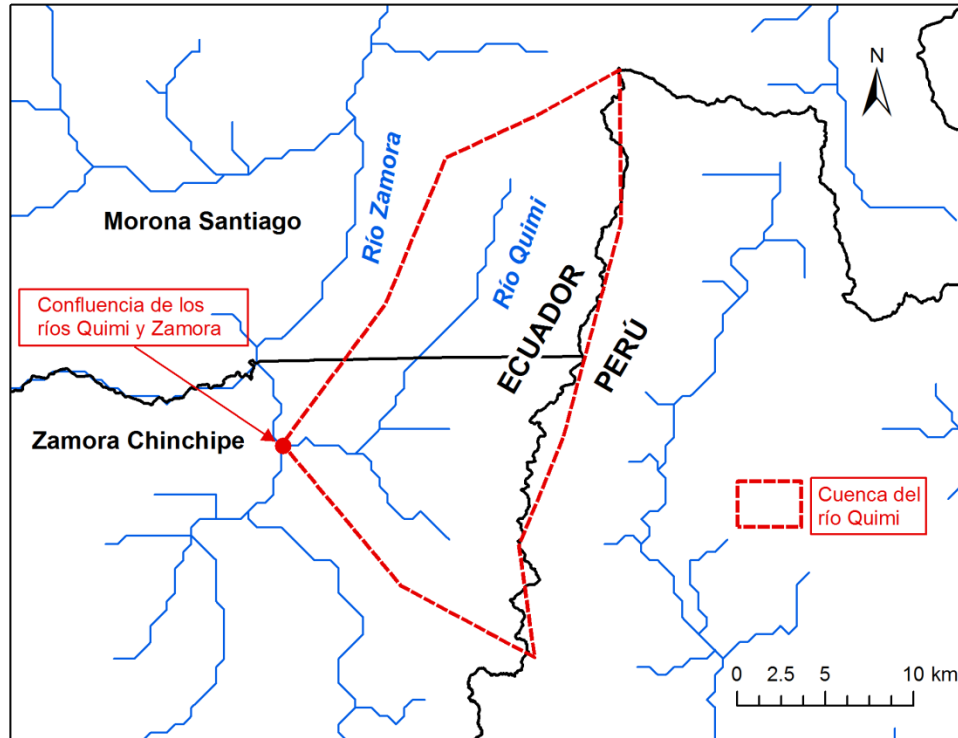 N
Morona Santiago
Río Zamora
Río Quimi
Confluencia de los
ríos Quimi y Zamora
ECUADOR
PERÚ
Zamora Chinchipe
Cuenca del
río Quimi
0 2.5 5 10 km